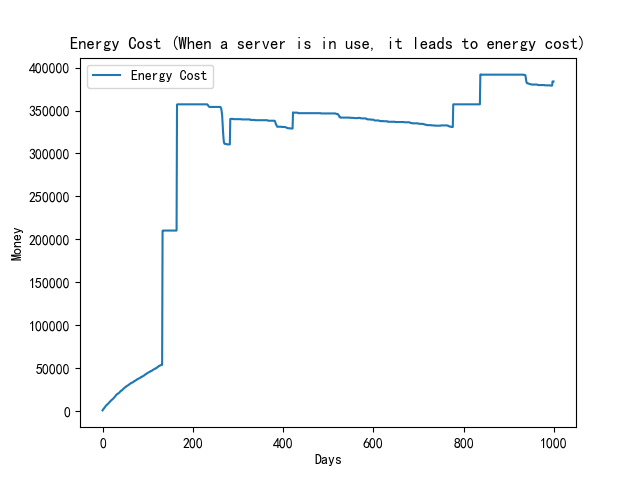 Energy Cost (When a server is in use, it leads to energy cost)
Energy Cost
400000
350000
300000
250000
200000
150000
100000
50000
0
Money
0 200 400 600 800 1000
Days